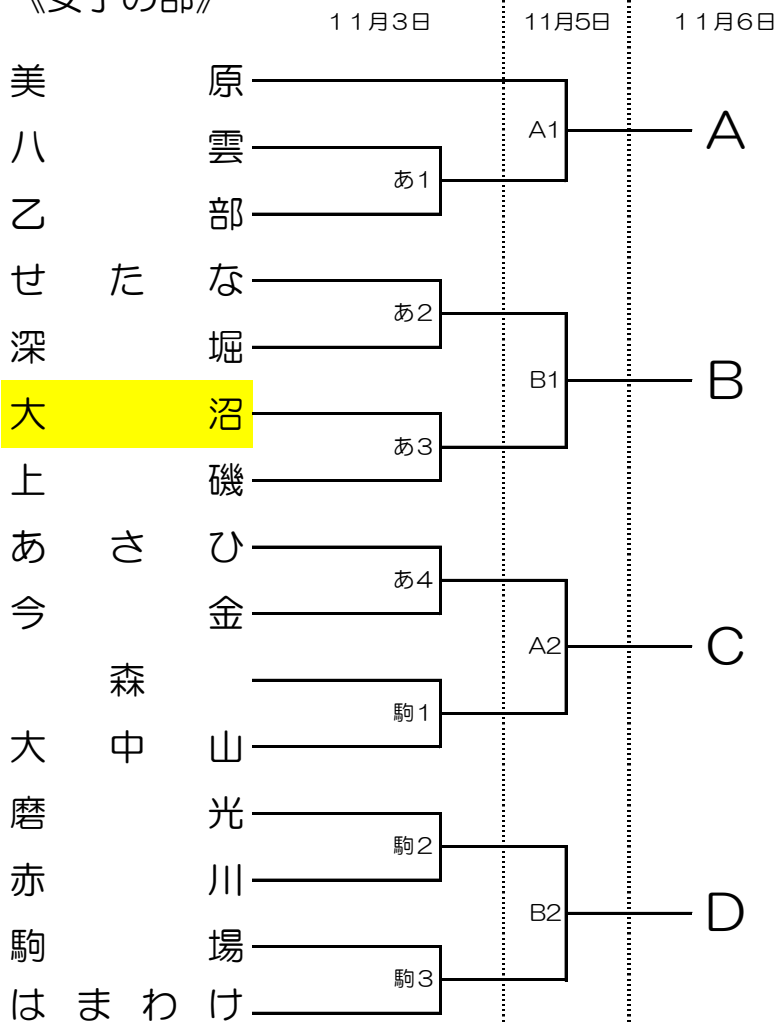 《女子の部》
１１月３日 11月5日 １１月６日
美原
A1
A
八雲
あ1
乙部
せたな
あ2
深堀
B1
B
大沼
あ3
上磯
あさひ
あ4
今金
A2
C
森
駒1
大中山
磨光
駒2
赤川
B2
D
駒場
駒3
はまわけ